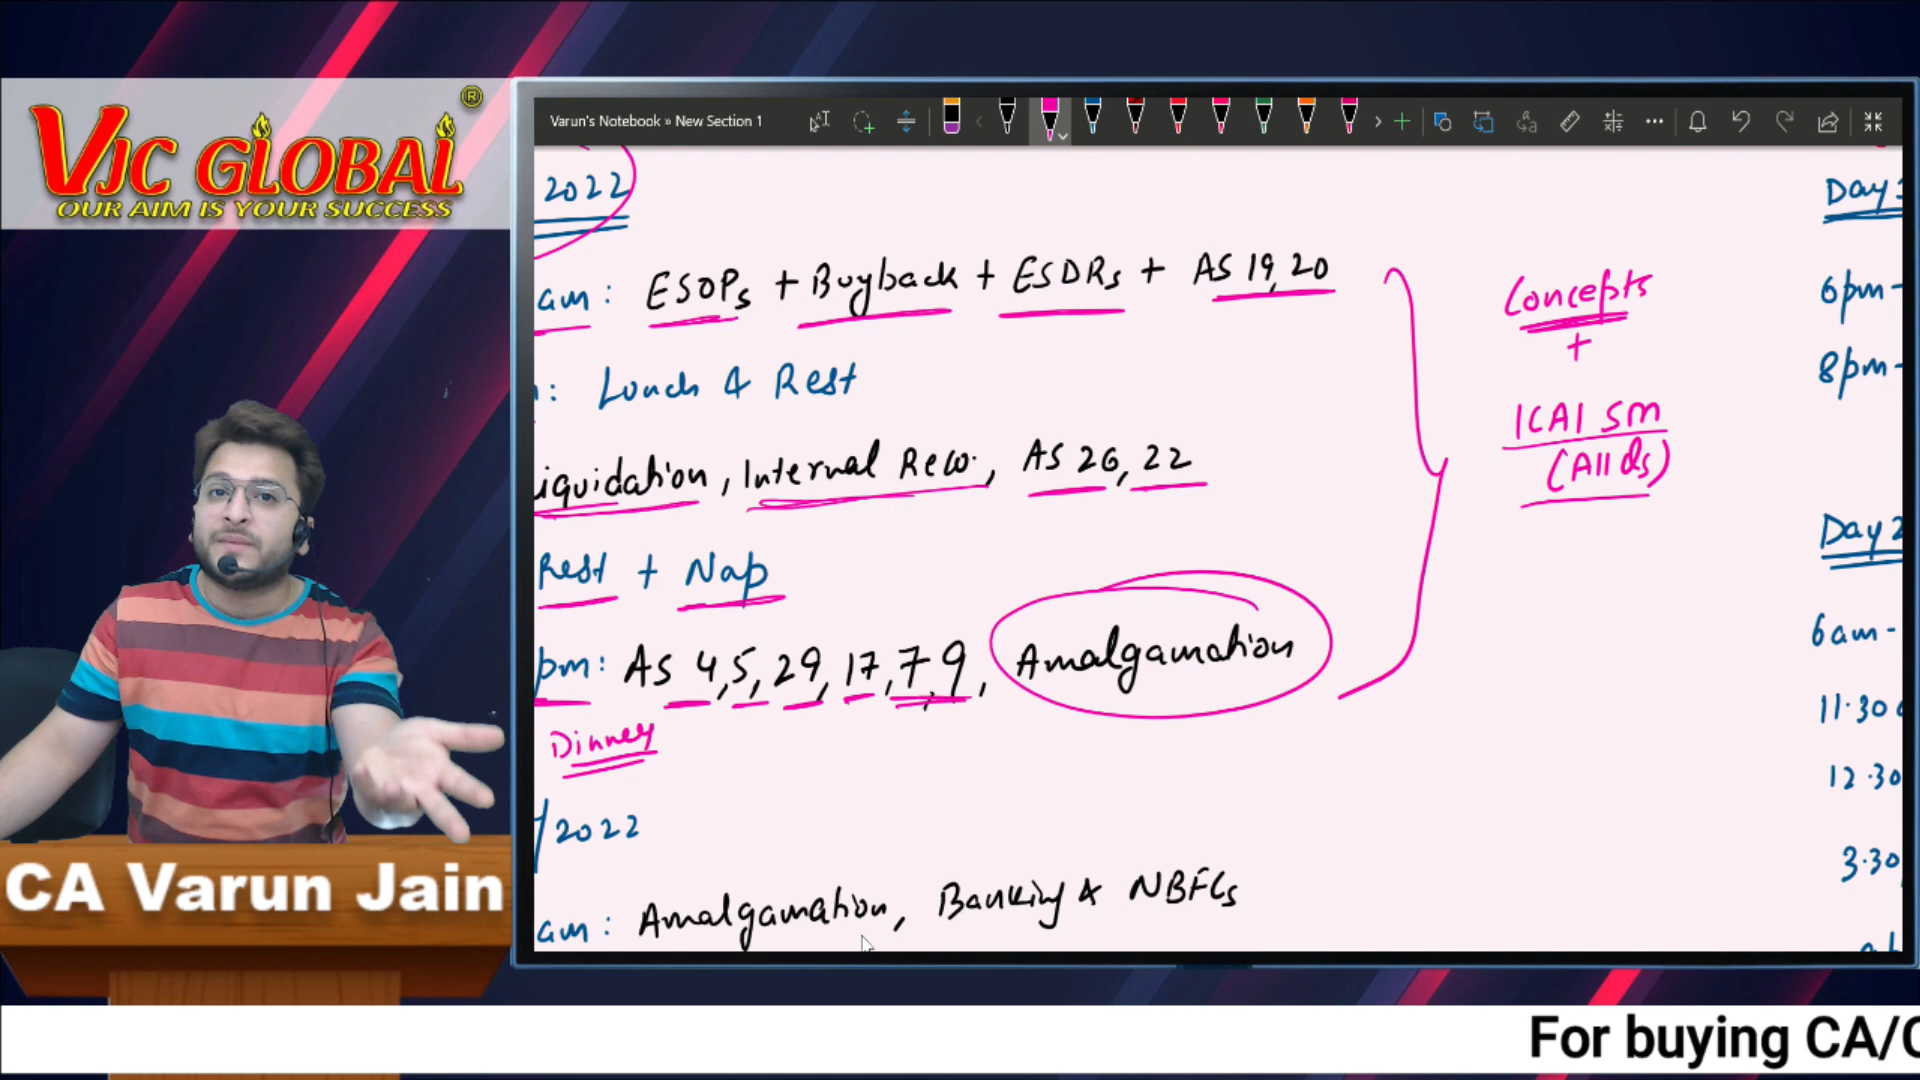 VJC GLOBAL®
OUR AIM IS YOUR SUCCESS
CA Varun Jain
Varun's Notebook » New Section 1
2022
am: ESOPs + Buyback + ESDRs + AS 19,20
: Lunch & Rest
iquidation, Internal Reco., AS 26, 22
Rest + Nap
pm: AS 4,5,29,17,7,9, Amalgamation
Dinner
/2022
am: Amalgamation, Banking & NBFCs
Concepts
+
ICAI SM
(All Qs)
Day
6pm-
8pm-
Day 2
6am-
11.30
12.30
3.30
For buying CA/C